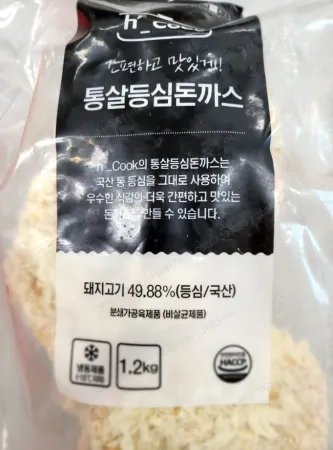 h_Cook
간편하고 맛있게!
통살등심돈까스
h_Cook의 통살등심돈까스는
국산 통 등심을 그대로 사용하여
우수한 식감의 더욱 간편하고 맛있는
돈까스를 만들 수 있습니다.
돼지고기 49.88%(등심/국산)
분쇄가공육제품 (비살균제품)
냉동제품
1.2kg
HACCP